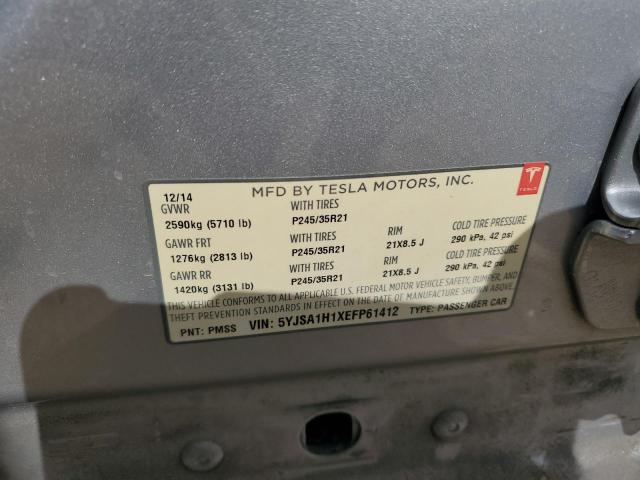 12/14
MFD BY TESLA MOTORS, INC.
TESLA
GVWR WITH TIRES
2590kg (5710 lb) P245/35R21
GAWR FRT WITH TIRES RIM COLD TIRE PRESSURE
1276kg (2813 lb) P245/35R21 21X8.5 J 290 kPa, 42 psi
GAWR RR WITH TIRES RIM COLD TIRE PRESSURE
1420kg (3131 lb) P245/35R21 21X8.5 J 290 kPa, 42 psi
THIS VEHICLE CONFORMS TO ALL APPLICABLE U.S. FEDERAL MOTOR VEHICLE SAFETY, BUMPER, AND
THEFT PREVENTION STANDARDS IN EFFECT ON THE DATE OF MANUFACTURE SHOWN ABOVE.
PNT: PMSS VIN: 5YJSA1H1XEFP61412 TYPE: PASSENGER CAR